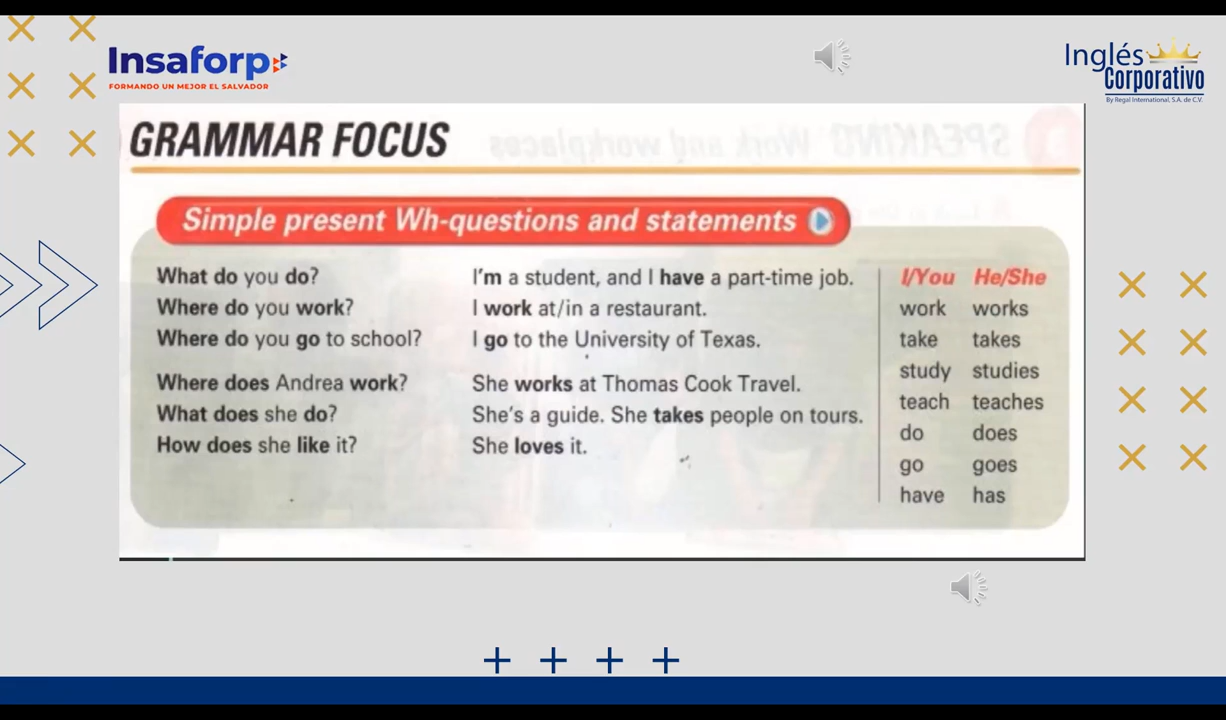 Insaforp
FORMANDO UN MEJOR EL SALVADOR
Inglés
Corporativo
By Regal International, S.A. de C.V.
GRAMMAR FOCUS
SPEAKING Work and workplaces
Simple present Wh-questions and statements
What do you do? I'm a student, and I have a part-time job. I/You He/She
Where do you work? I work at/in a restaurant. work works
Where do you go to school? I go to the University of Texas. take takes
study studies
Where does Andrea work? She works at Thomas Cook Travel.
What does she do? She's a guide. She takes people on tours. teach teaches
How does she like it? She loves it. do does
go goes
have has